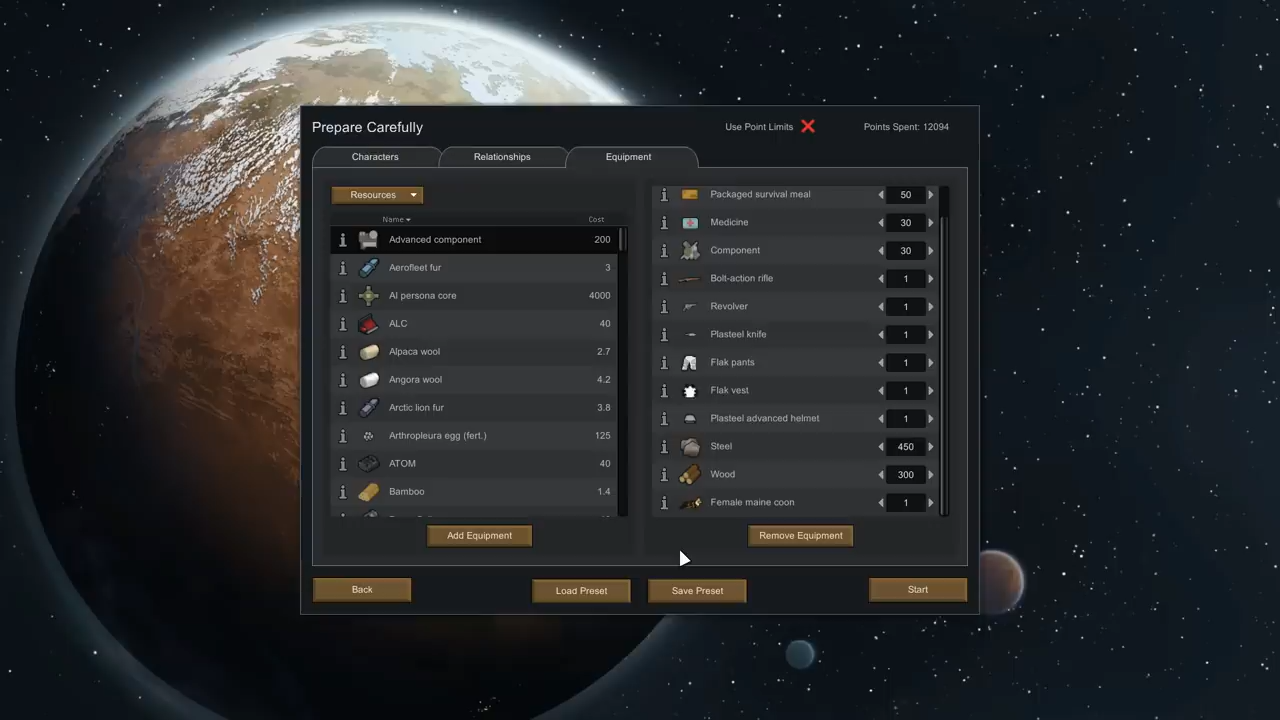 Prepare Carefully
Use Point Limits
Points Spent: 12094
Characters
Relationships
Equipment
Resources
Name
Cost
Advanced component 200
Aerofleet fur 3
AI persona core 4000
ALC 40
Alpaca wool 2.7
Angora wool 4.2
Arctic lion fur 3.8
Arthropleura egg (fert.) 125
ATOM 40
Bamboo 1.4
Add Equipment
Packaged survival meal 50
Medicine 30
Component 30
Bolt-action rifle 1
Revolver 1
Plasteel knife 1
Flak pants 1
Flak vest 1
Plasteel advanced helmet 1
Steel 450
Wood 300
Female maine coon 1
Remove Equipment
Back
Load Preset
Save Preset
Start